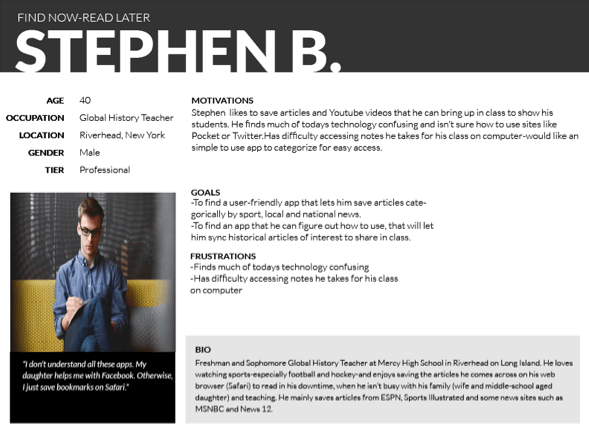 FIND NOW-READ LATER
STEPHEN B.
AGE 40
OCCUPATION Global History Teacher
LOCATION Riverhead, New York
GENDER Male
TIER Professional
MOTIVATIONS
Stephen likes to save articles and Youtube videos that he can bring up in class to show his
students. He finds much of todays technology confusing and isn't sure how to use sites like
Pocket or Twitter.Has difficulty accessing notes he takes for his class on computer-would like an
simple to use app to categorize for easy access.
GOALS
-To find a user-friendly app that lets him save articles cate-
gorically by sport, local and national news.
-To find an app that he can figure out how to use, that will let
him sync historical articles of interest to share in class.
FRUSTRATIONS
-Finds much of todays technology confusing
-Has difficulty accessing notes he takes for his class
on computer
"I don't understand all these apps. My
daughter helps me with Facebook. Otherwise,
I just save bookmarks on Safari."
BIO
Freshman and Sophomore Global History Teacher at Mercy High School in Riverhead on Long Island. He loves
watching sports-especially football and hockey-and enjoys saving the articles he comes across on his web
browser (Safari) to read in his downtime, when he isn't busy with his family (wife and middle-school aged
daughter) and teaching. He mainly saves articles from ESPN, Sports Illustrated and some news sites such as
MSNBC and News 12.